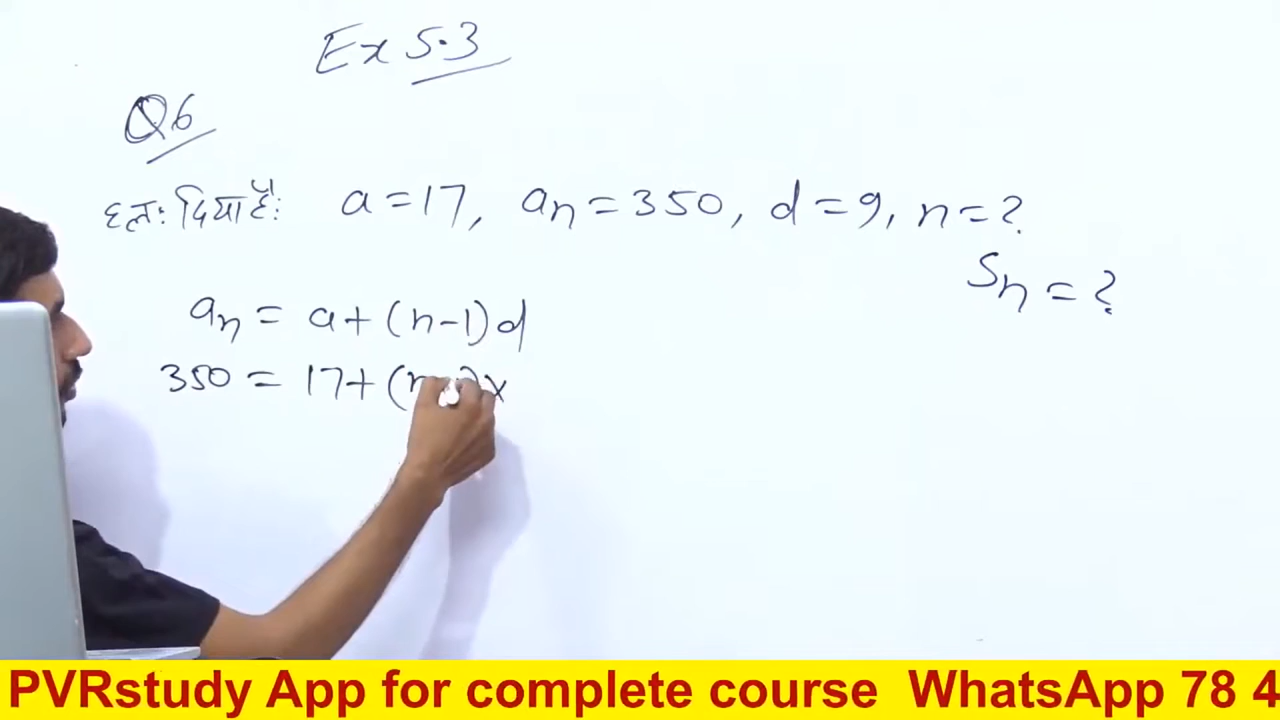 Ex 5.3
Q6
हल: दिया है: a = 17, an = 350, d = 9, n = ?
Sn = ?
an = a + (n-1)d
350 = 17 + (n-1)x
PVRstudy App for complete course WhatsApp 78 4